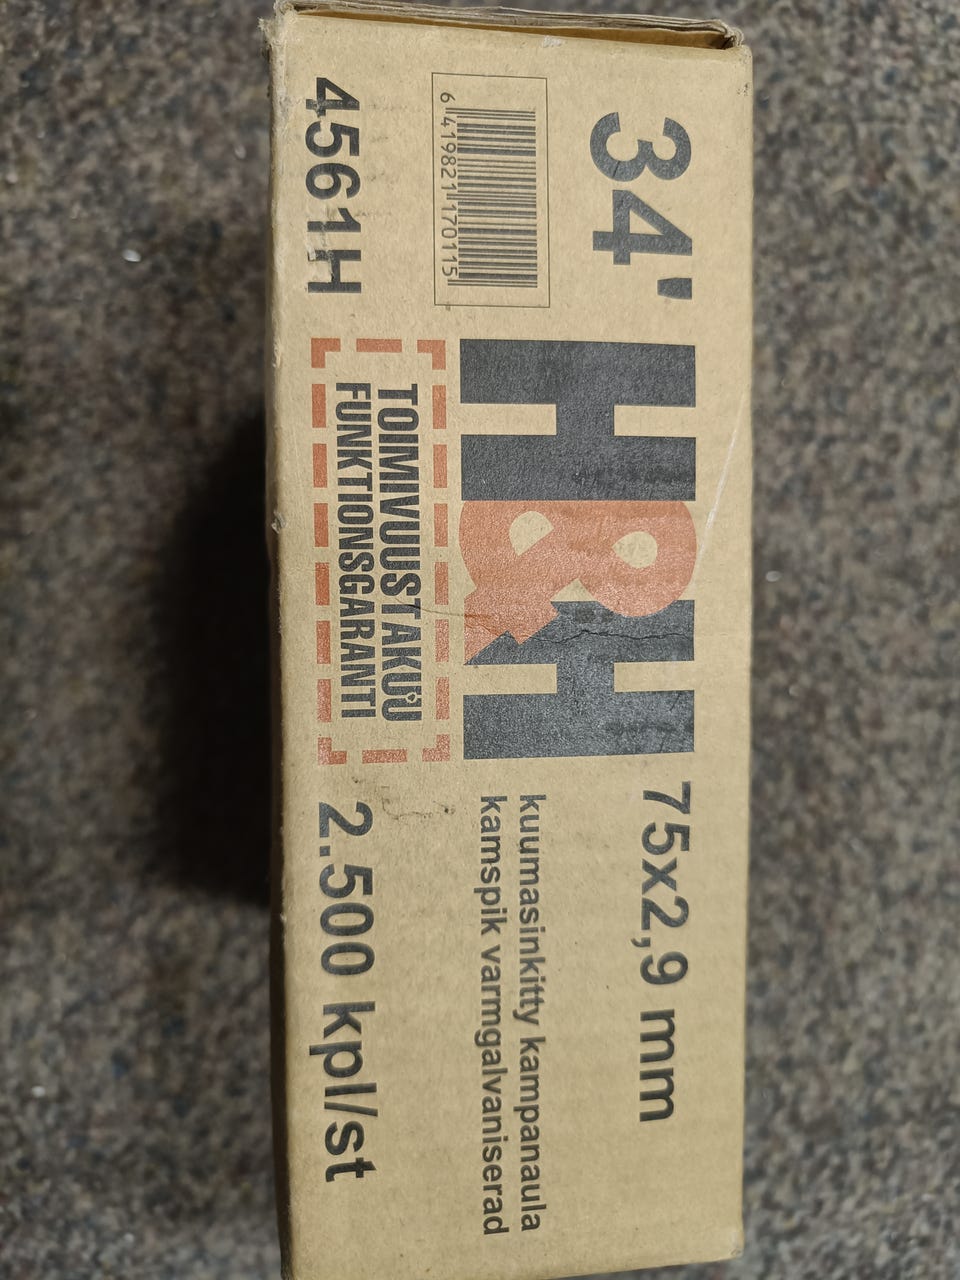 34°
H&H
75x2,9 mm
kuumasinkitty kampanaula
kamspik varmgalvaniserad
6 419821 170115
4561H
TOIMIVUUSTAKUU
FUNKTIONSGARANTI
2.500 kpl/st